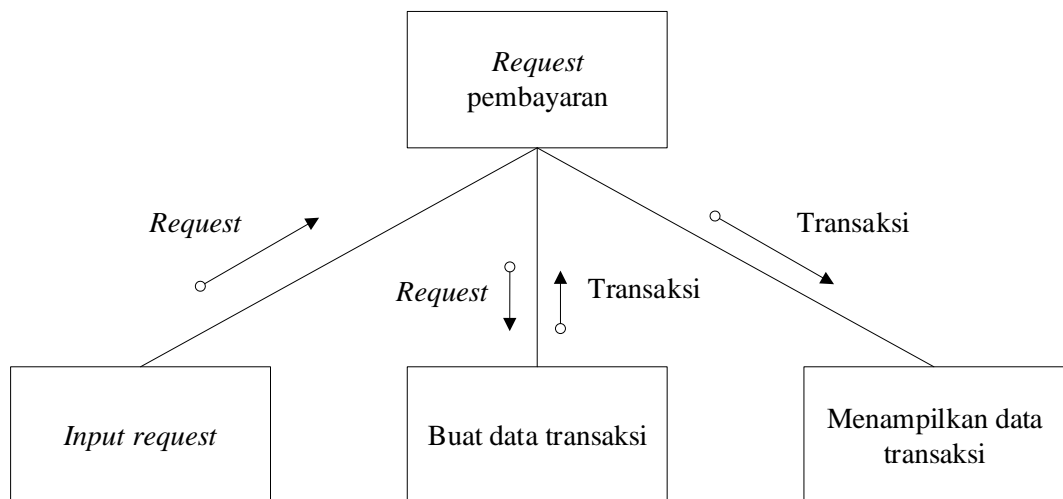 Request
pembayaran
Request
Transaksi
Request
Transaksi
Input request
Buat data transaksi
Menampilkan data
transaksi